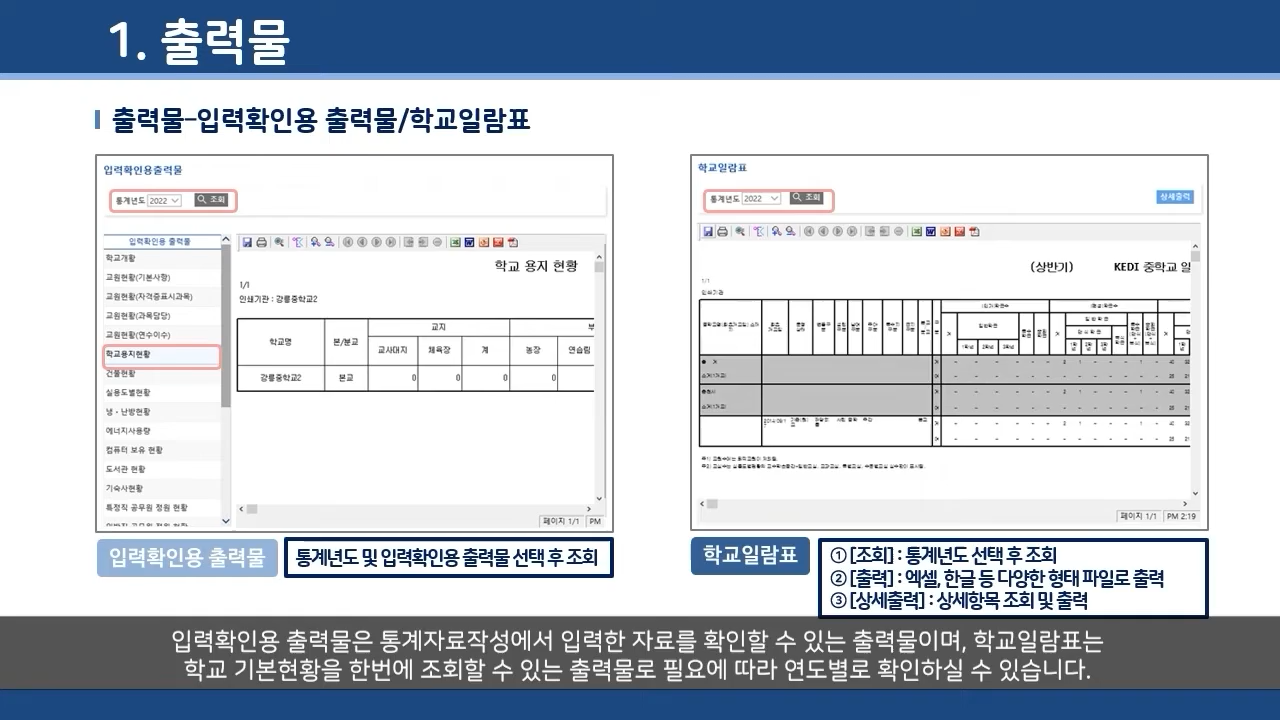 1. 출력물
출력물-입력확인용 출력물/학교일람표
입력확인용출력물
통계년도 2022 조회
입력확인용 출력물
학교개황
교원현황(기본사항)
교원현황(자격증표시과목)
교원현황(과목담당)
교원현황(연수이수)
학교용지현황
건물현황
실용도별현황
냉·난방현황
에너지사용량
컴퓨터 보유 현황
도서관 현황
기숙사현황
특정직 공무원 정원 현황
일반직 공무원 정원 현황
학교 용지 현황
1/1
인쇄기관 : 강릉중학교2
학교명 본/분교 교지
교사대지 체육장 계 농장 연습림
강릉중학교2 본교 0 0 0 0
페이지 1/1 PM
입력확인용 출력물
통계년도 및 입력확인용 출력물 선택 후 조회
학교일람표
통계년도 2022 조회
상세출력
(상반기) KEDI 중학교 일
1/1
인쇄기관
페이지 1/1 PM 2:19
학교일람표
① [조회] : 통계년도 선택 후 조회
② [출력] : 엑셀, 한글 등 다양한 형태 파일로 출력
③ [상세출력] : 상세항목 조회 및 출력
입력확인용 출력물은 통계자료작성에서 입력한 자료를 확인할 수 있는 출력물이며, 학교일람표는
학교 기본현황을 한번에 조회할 수 있는 출력물로 필요에 따라 연도별로 확인하실 수 있습니다.